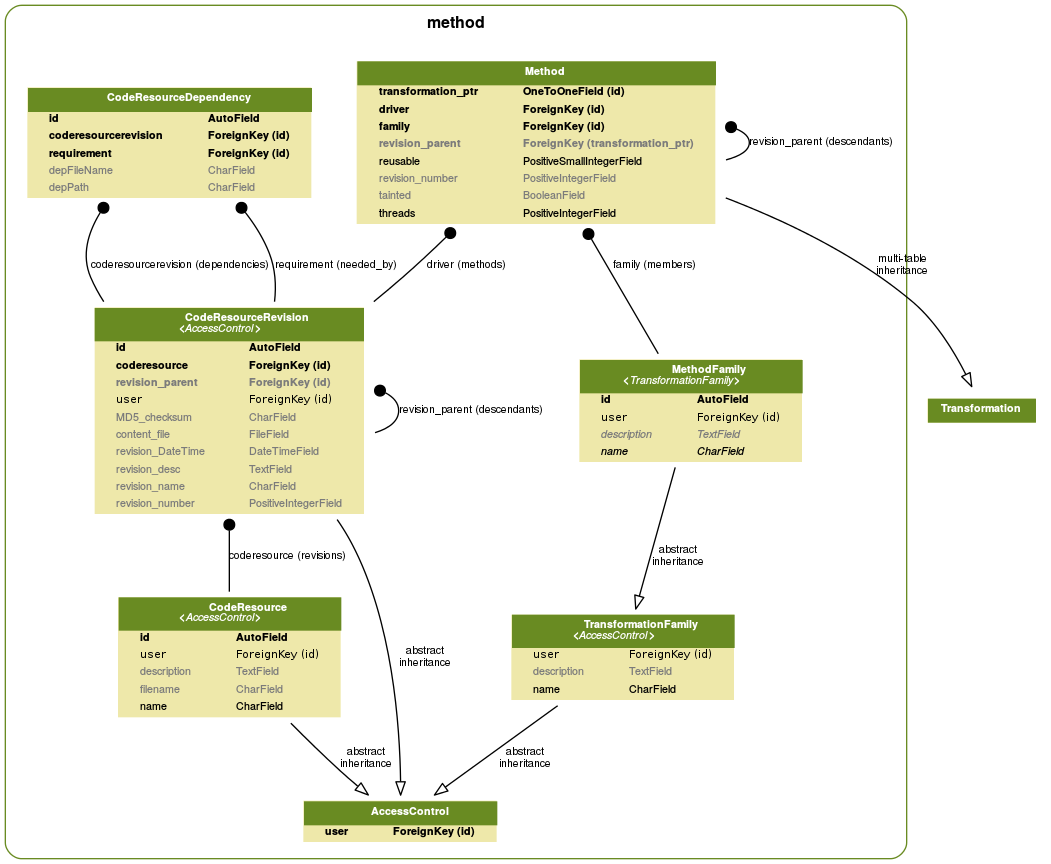 method
CodeResourceDependency
id AutoField
coderesourcerevision ForeignKey (id)
requirement ForeignKey (id)
depFileName CharField
depPath CharField
Method
transformation_ptr OneToOneField (id)
driver ForeignKey (id)
family ForeignKey (id)
revision_parent ForeignKey (transformation_ptr)
reusable PositiveSmallIntegerField
revision_number PositiveIntegerField
tainted BooleanField
threads PositiveIntegerField
revision_parent (descendants)
coderesourcerevision (dependencies)
requirement (needed_by)
driver (methods)
family (members)
multi-table
inheritance
CodeResourceRevision
<AccessControl>
id AutoField
coderesource ForeignKey (id)
revision_parent ForeignKey (id)
user ForeignKey (id)
MD5_checksum CharField
content_file FileField
revision_DateTime DateTimeField
revision_desc TextField
revision_name CharField
revision_number PositiveIntegerField
revision_parent (descendants)
MethodFamily
<TransformationFamily>
id AutoField
user ForeignKey (id)
description TextField
name CharField
Transformation
coderesource (revisions)
abstract
inheritance
CodeResource
<AccessControl>
id AutoField
user ForeignKey (id)
description TextField
filename CharField
name CharField
abstract
inheritance
TransformationFamily
<AccessControl>
user ForeignKey (id)
description TextField
name CharField
abstract
inheritance
abstract
inheritance
AccessControl
user ForeignKey (id)